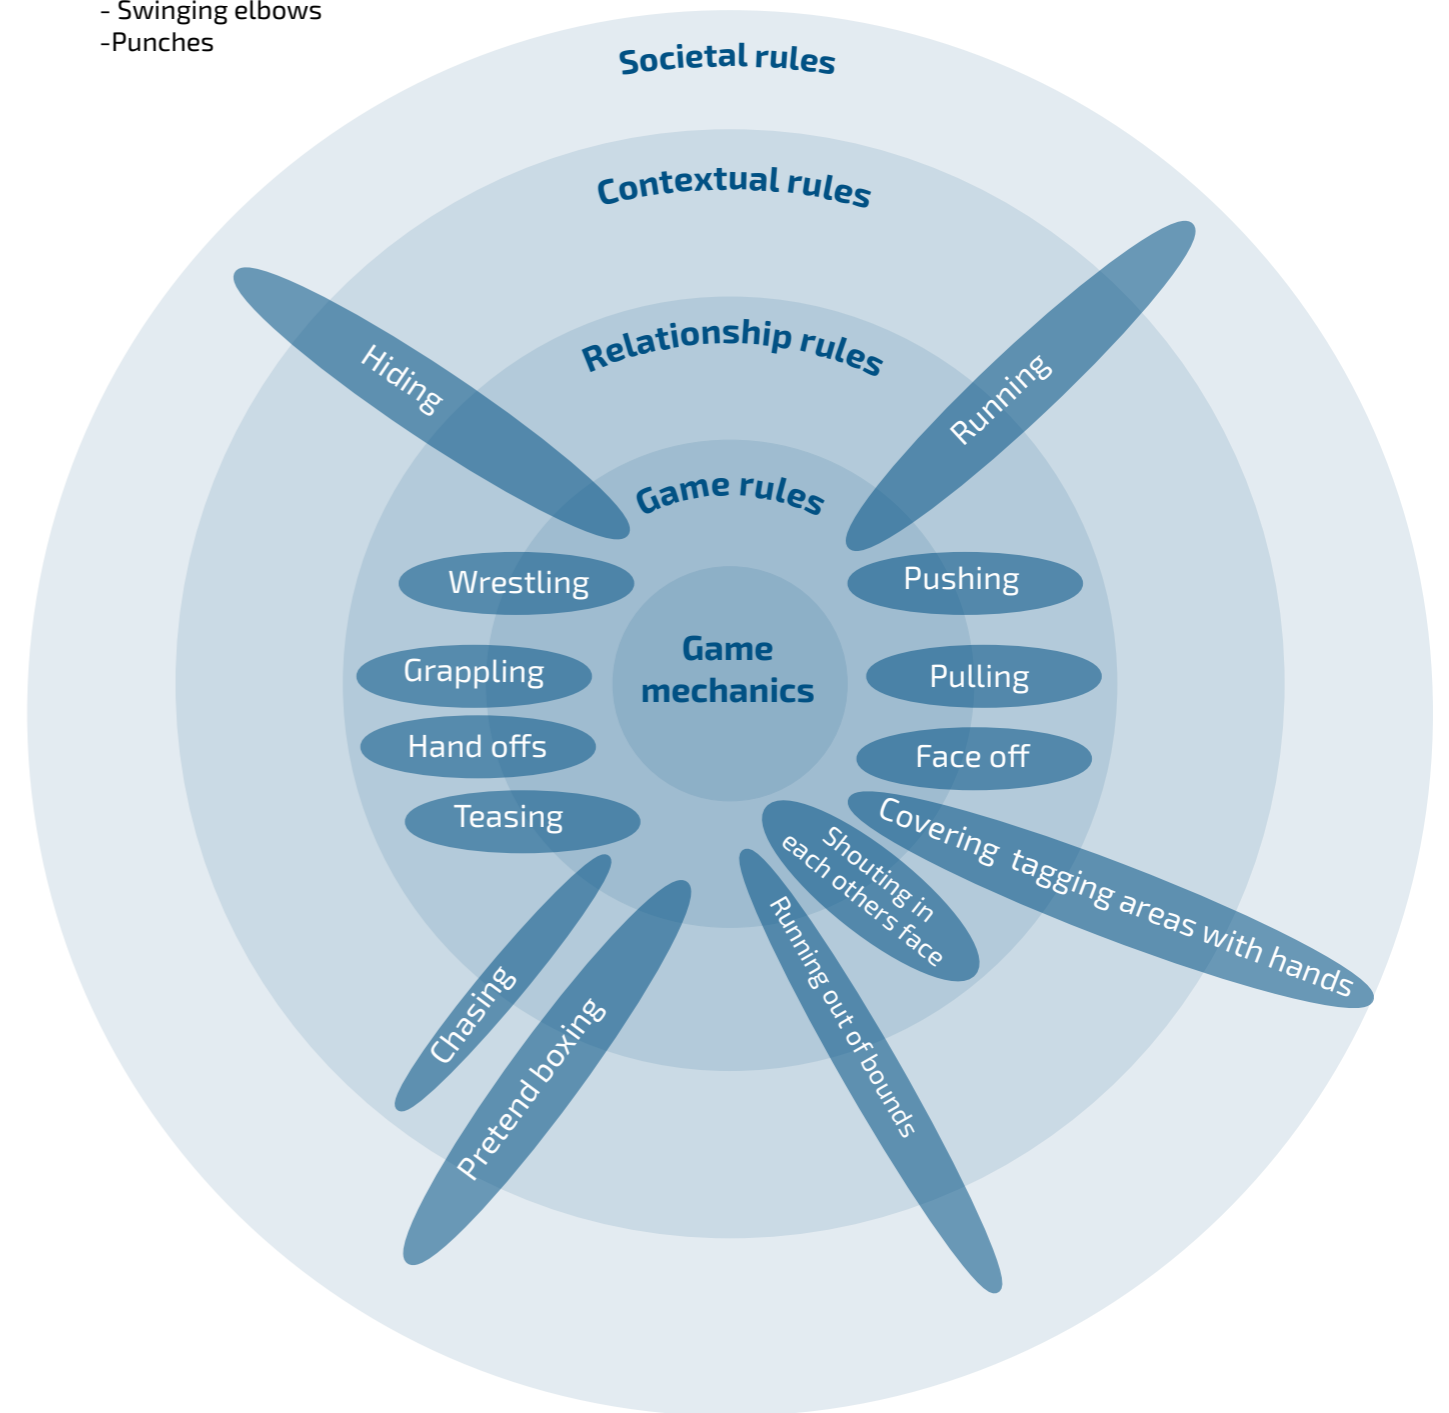 - Swinging elbows
-Punches
Societal rules
Contextual rules
Relationship rules
Game rules
Game
mechanics
Hiding
Running
Wrestling
Pushing
Grappling
Pulling
Hand offs
Face off
Teasing
Covering tagging areas with hands
Shouting in
each others face
Running out of bounds
Chasing
Pretend boxing